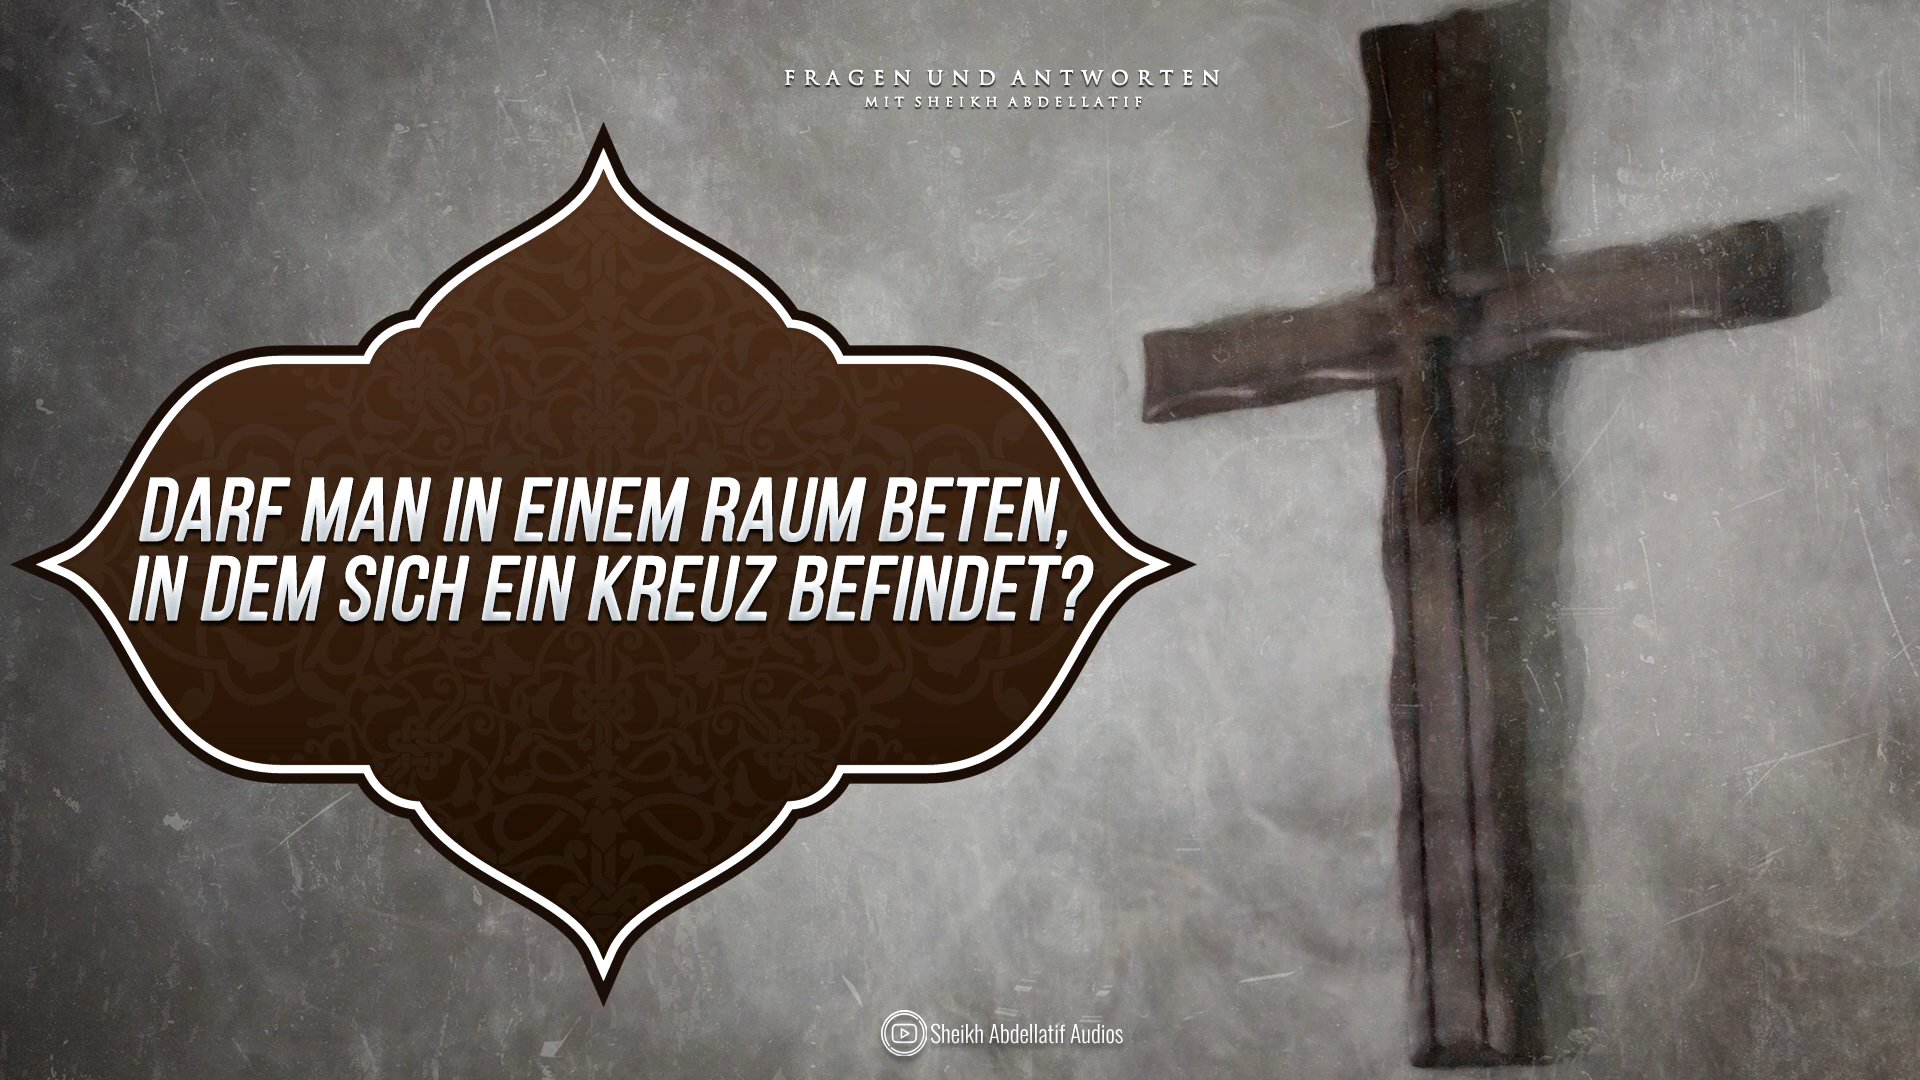 FRAGEN UND ANTWORTEN
MIT SHEIKH ABDELLATIF
DARF MAN IN EINEM RAUM BETEN,
IN DEM SICH EIN KREUZ BEFINDET?
Sheikh Abdellatif Audios